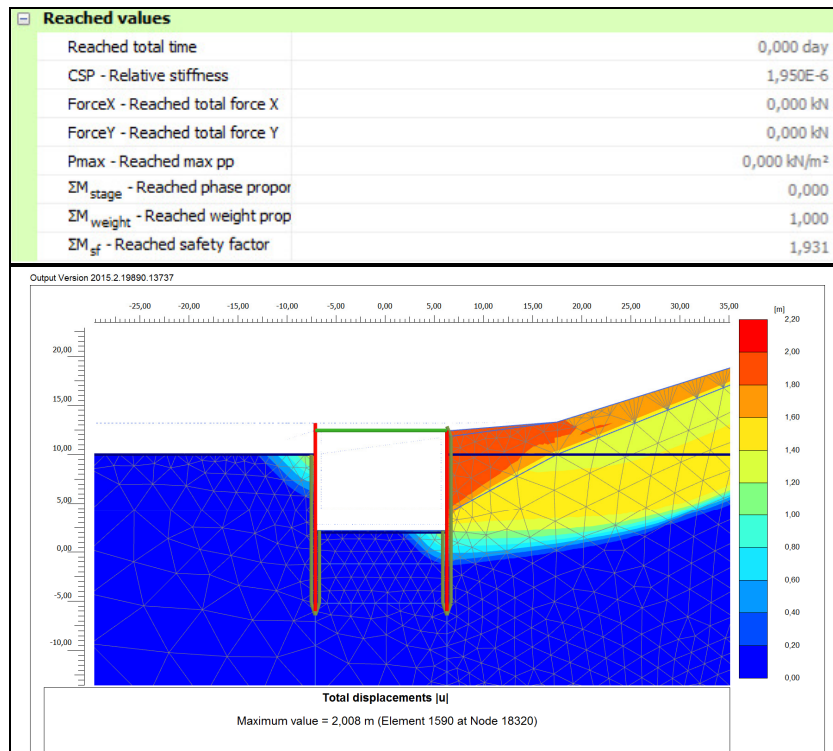 Reached values
Reached total time 0,000 day
CSP - Relative stiffness 1,950E-6
ForceX - Reached total force X 0,000 kN
ForceY - Reached total force Y 0,000 kN
Pmax - Reached max pp 0,000 kN/m²
ΣM stage - Reached phase propor 0,000
ΣM weight - Reached weight prop 1,000
ΣM sf - Reached safety factor 1,931
Output Version 2015.2.19890.13737
-25,00 -20,00 -15,00 -10,00 -5,00 0,00 5,00 10,00 15,00 20,00 25,00 30,00 35,00
[m]
2,20
2,00
1,80
1,60
1,40
1,20
1,00
0,80
0,60
0,40
0,20
0,00
20,00
15,00
10,00
5,00
0,00
-5,00
-10,00
Total displacements |u|
Maximum value = 2,008 m (Element 1590 at Node 18320)